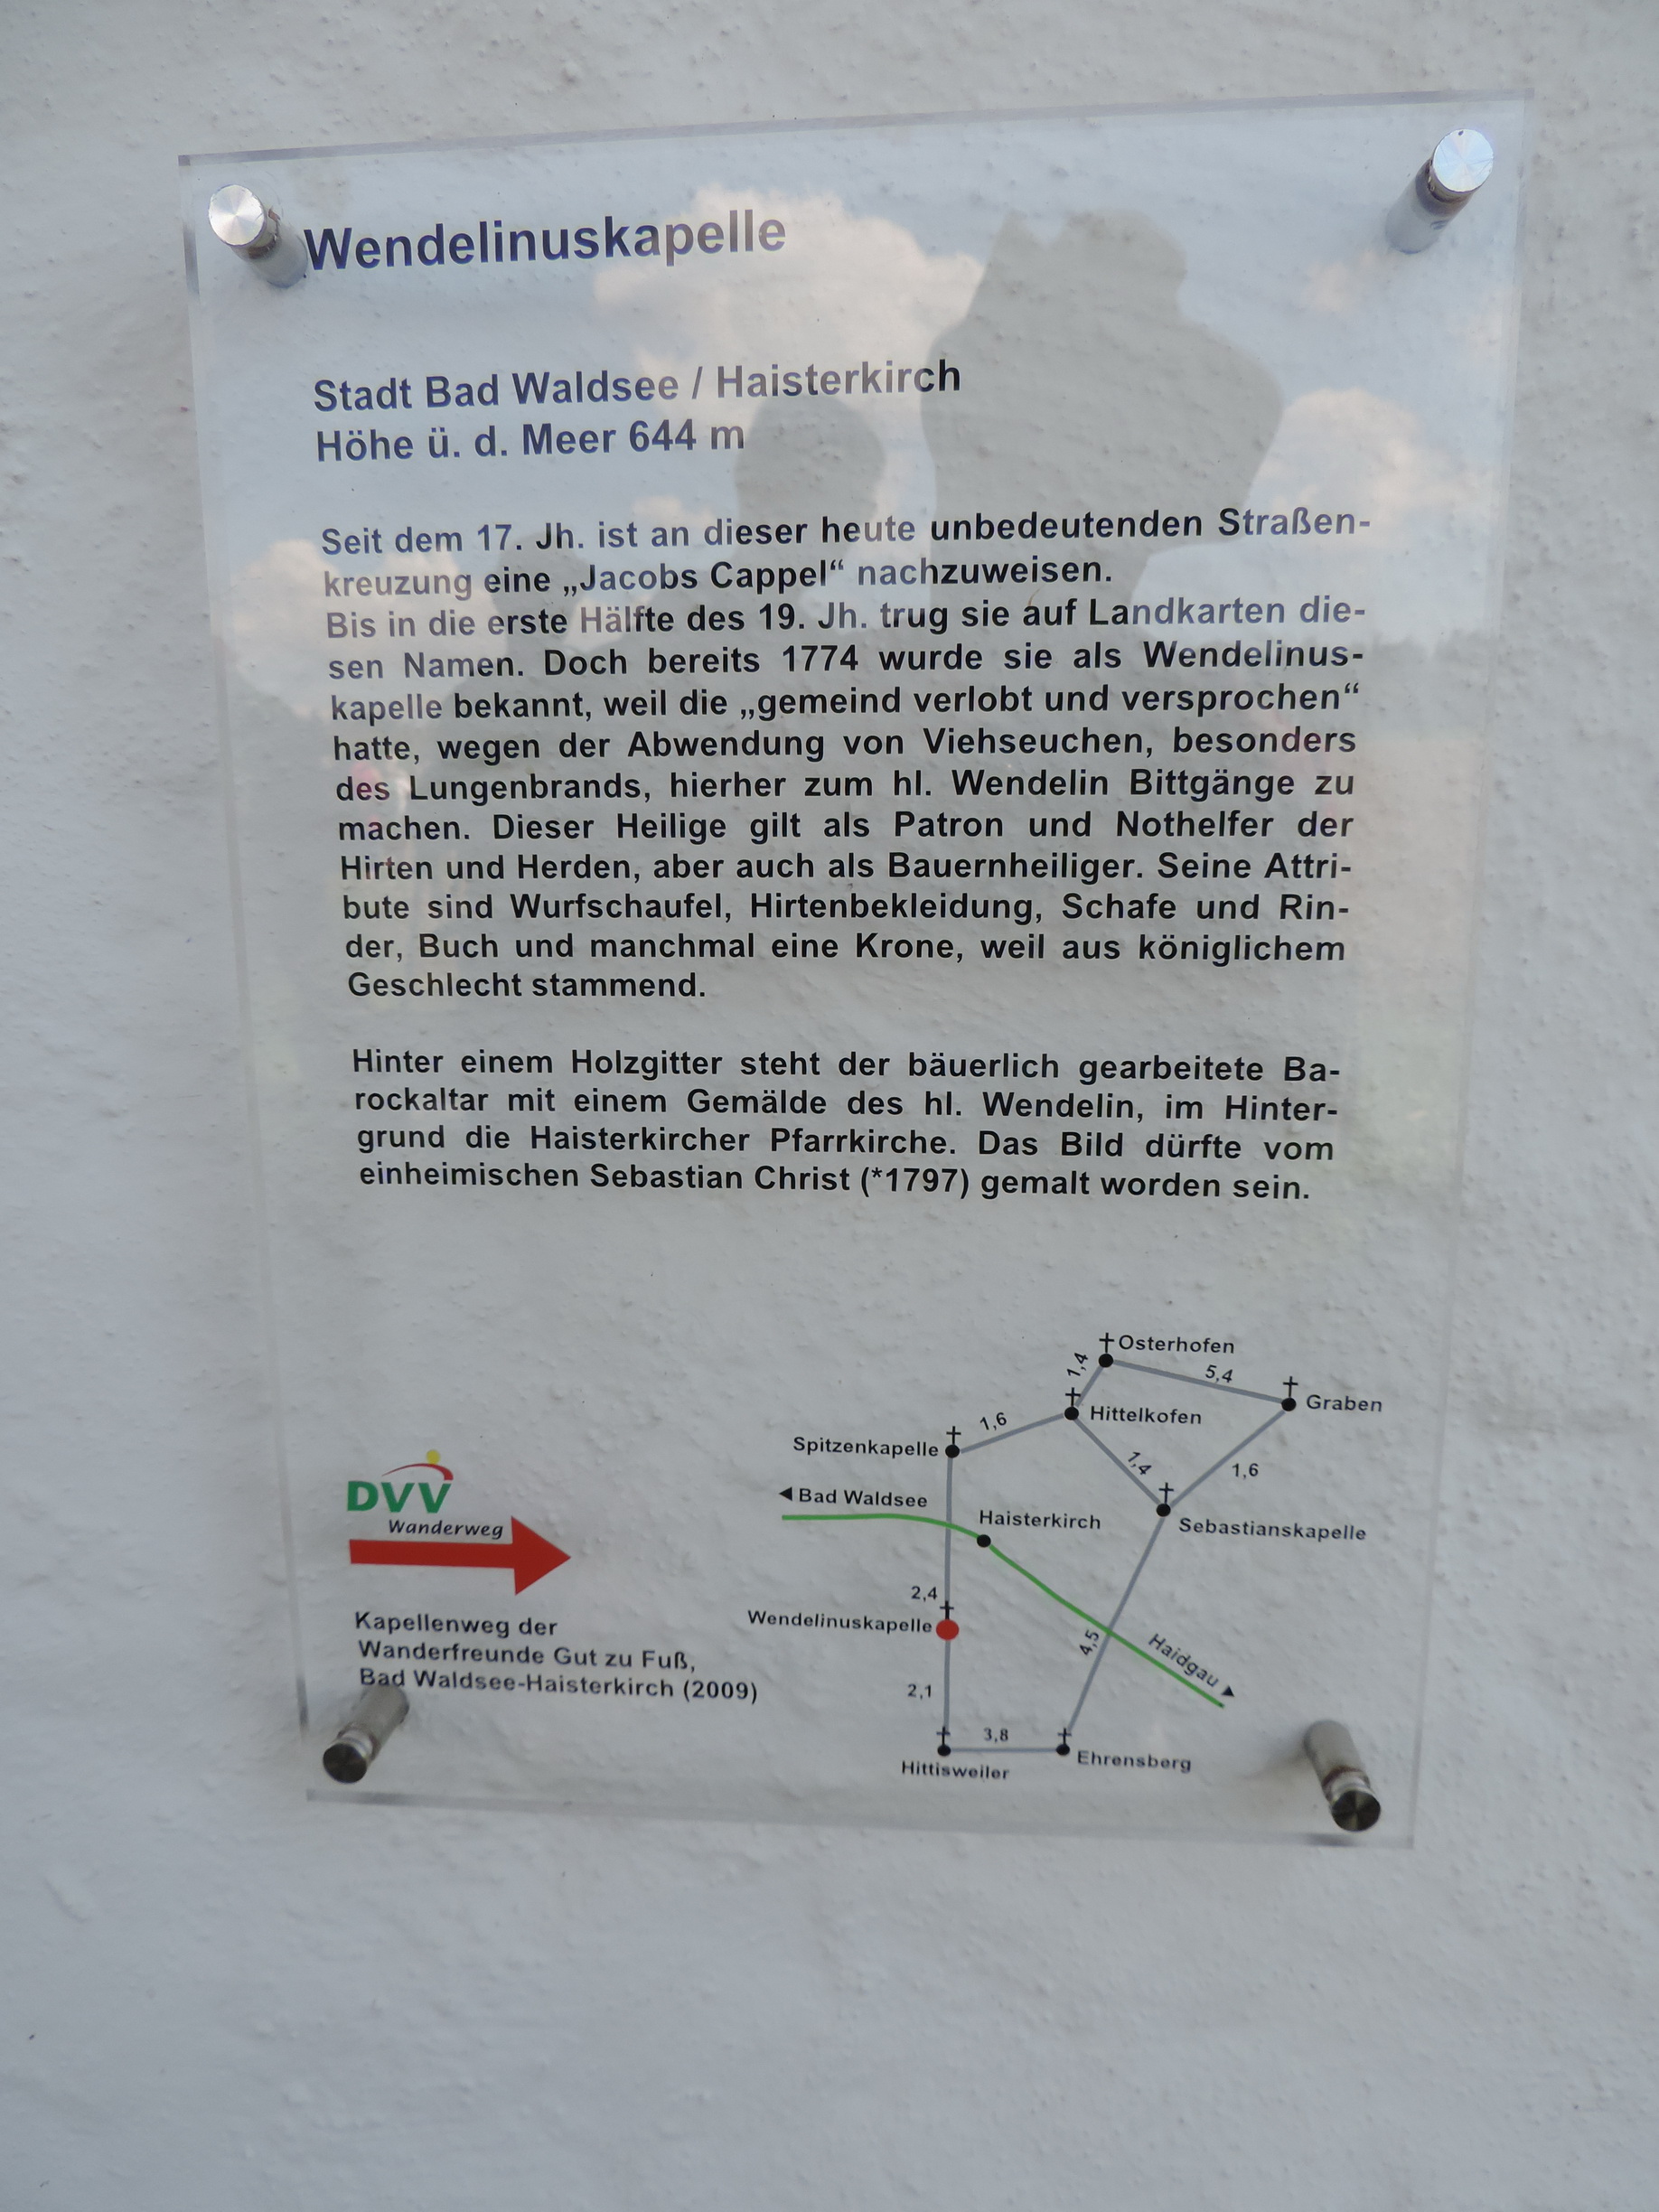 Wendelinuskapelle
Stadt Bad Waldsee / Haisterkirch
Höhe ü. d. Meer 644 m
Seit dem 17. Jh. ist an dieser heute unbedeutenden Straßen-
kreuzung eine „Jacobs Cappel“ nachzuweisen.
Bis in die erste Hälfte des 19. Jh. trug sie auf Landkarten die-
sen Namen. Doch bereits 1774 wurde sie als Wendelinus-
kapelle bekannt, weil die „gemeind verlobt und versprochen“
hatte, wegen der Abwendung von Viehseuchen, besonders
des Lungenbrands, hierher zum hl. Wendelin Bittgänge zu
machen. Dieser Heilige gilt als Patron und Nothelfer der
Hirten und Herden, aber auch als Bauernheiliger. Seine Attri-
bute sind Wurfschaufel, Hirtenbekleidung, Schafe und Rin-
der, Buch und manchmal eine Krone, weil aus königlichem
Geschlecht stammend.
Hinter einem Holzgitter steht der bäuerlich gearbeitete Ba-
rockaltar mit einem Gemälde des hl. Wendelin, im Hinter-
grund die Haisterkircher Pfarrkirche. Das Bild dürfte vom
einheimischen Sebastian Christ (*1797) gemalt worden sein.
DVV
Wanderweg
Kapellenweg der
Wanderfreunde Gut zu Fuß,
Bad Waldsee-Haisterkirch (2009)
Osterhofen
1,4
5,4
Graben
Hittelkofen
1,6
Spitzenkapelle
1,4
1,6
Bad Waldsee
Haisterkirch
Sebastianskapelle
2,4
Wendelinuskapelle
4,5
Haidgau
2,1
3,8
Hittisweiler
Ehrensberg